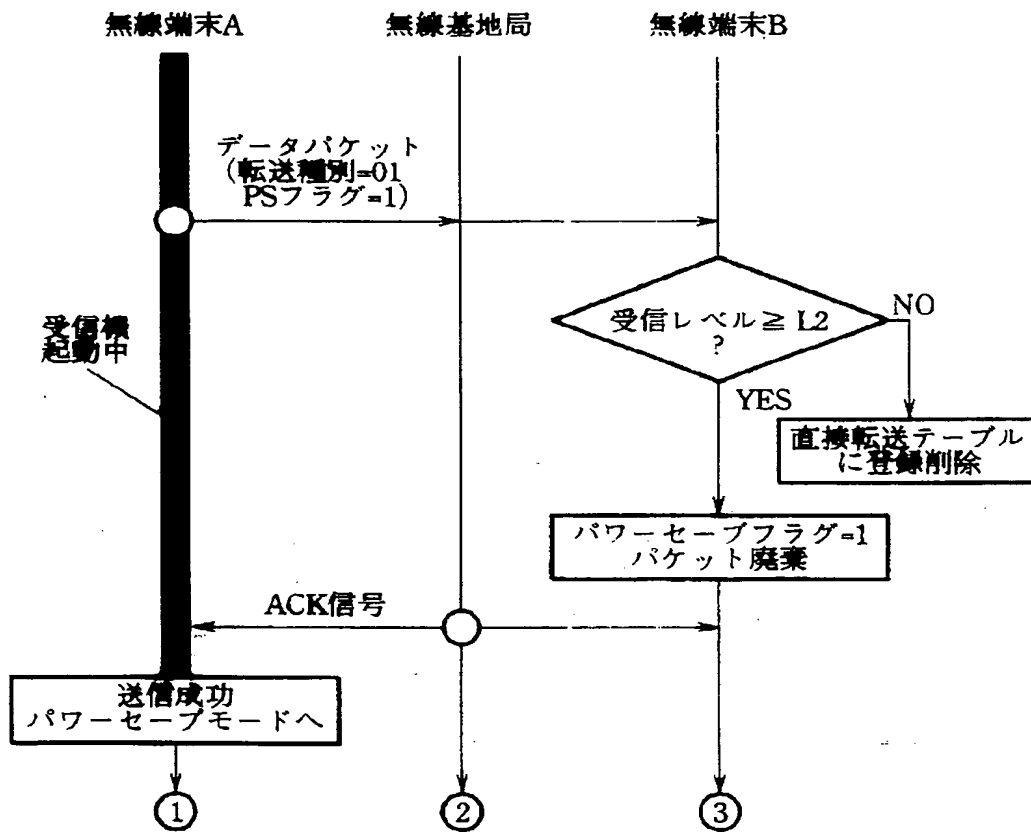 無線端末A
無線基地局
無線端末B
データパケット
(転送種別=01
PSフラグ=1)
受信レベル≧L2
?
NO
YES
受信機
起動中
直接転送テーブル
に登録削除
パワーセーブフラグ=1
パケット廃棄
ACK信号
送信成功
パワーセーブモードへ
①
②
③